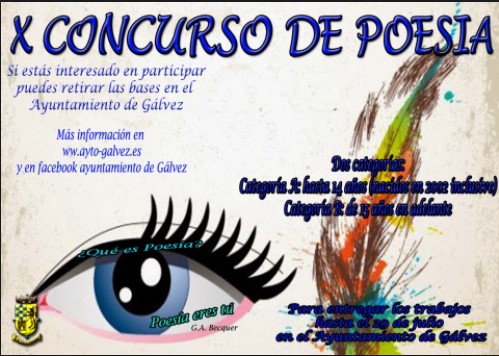 X CONCURSO DE POESIA
Si estás interesado en participar
puedes retirar las bases en el
Ayuntamiento de Gálvez
Más información en
ww.ayto-galvez.es
y en facebook ayuntamiento de Gálvez
Dos categorías:
Categoría A: hasta 14 años (nacidos en 2002 inclusive)
Categoría B: de 15 años en adelante
¿Qué es Poesía?
Poesía eres tú
G.A. Becquer
Para entregar los trabajos
hasta el 29 de julio
en el Ayuntamiento de Gálvez